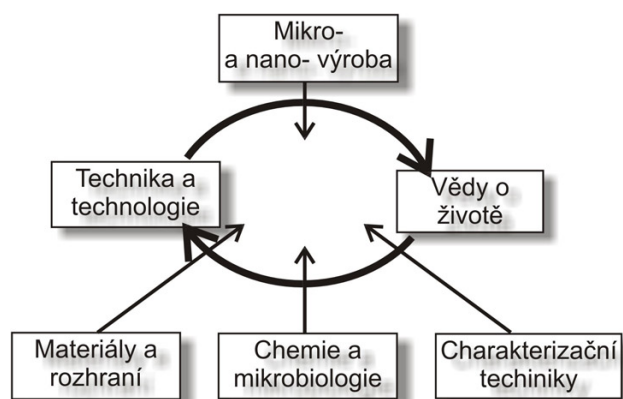 Mikro-
a nano- výroba
Technika a
technologie
Vědy o
životě
Materiály a
rozhraní
Chemie a
mikrobiologie
Charakterizační
techiniky